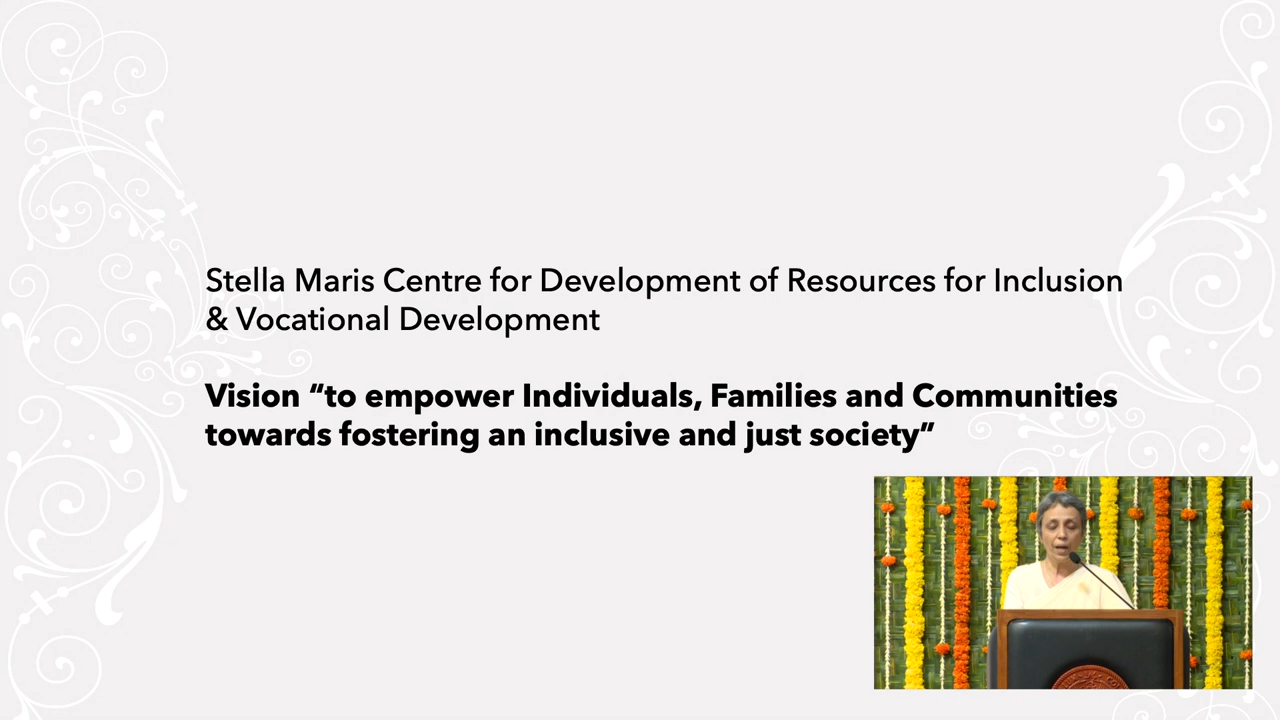 Stella Maris Centre for Development of Resources for Inclusion
& Vocational Development
Vision “to empower Individuals, Families and Communities
towards fostering an inclusive and just society”